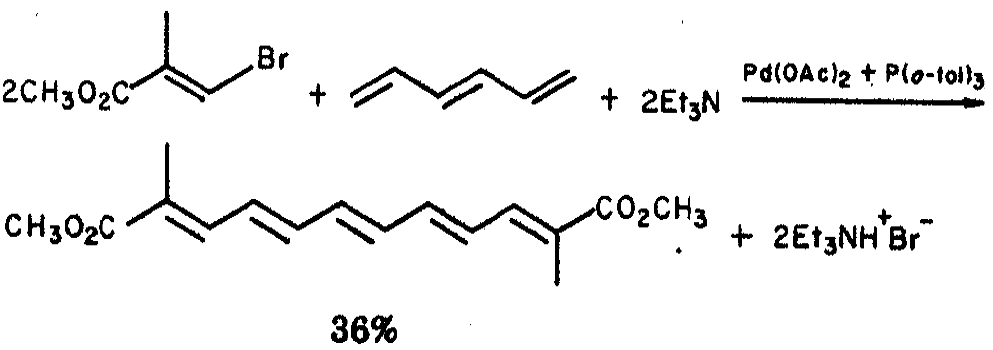 Br
2CH₃O₂C + + 2Et₃N Pd(OAc)₂ + P(o-tol)₃
CH₃O₂C CO₂CH₃ + 2Et₃NH⁺Br⁻
36%